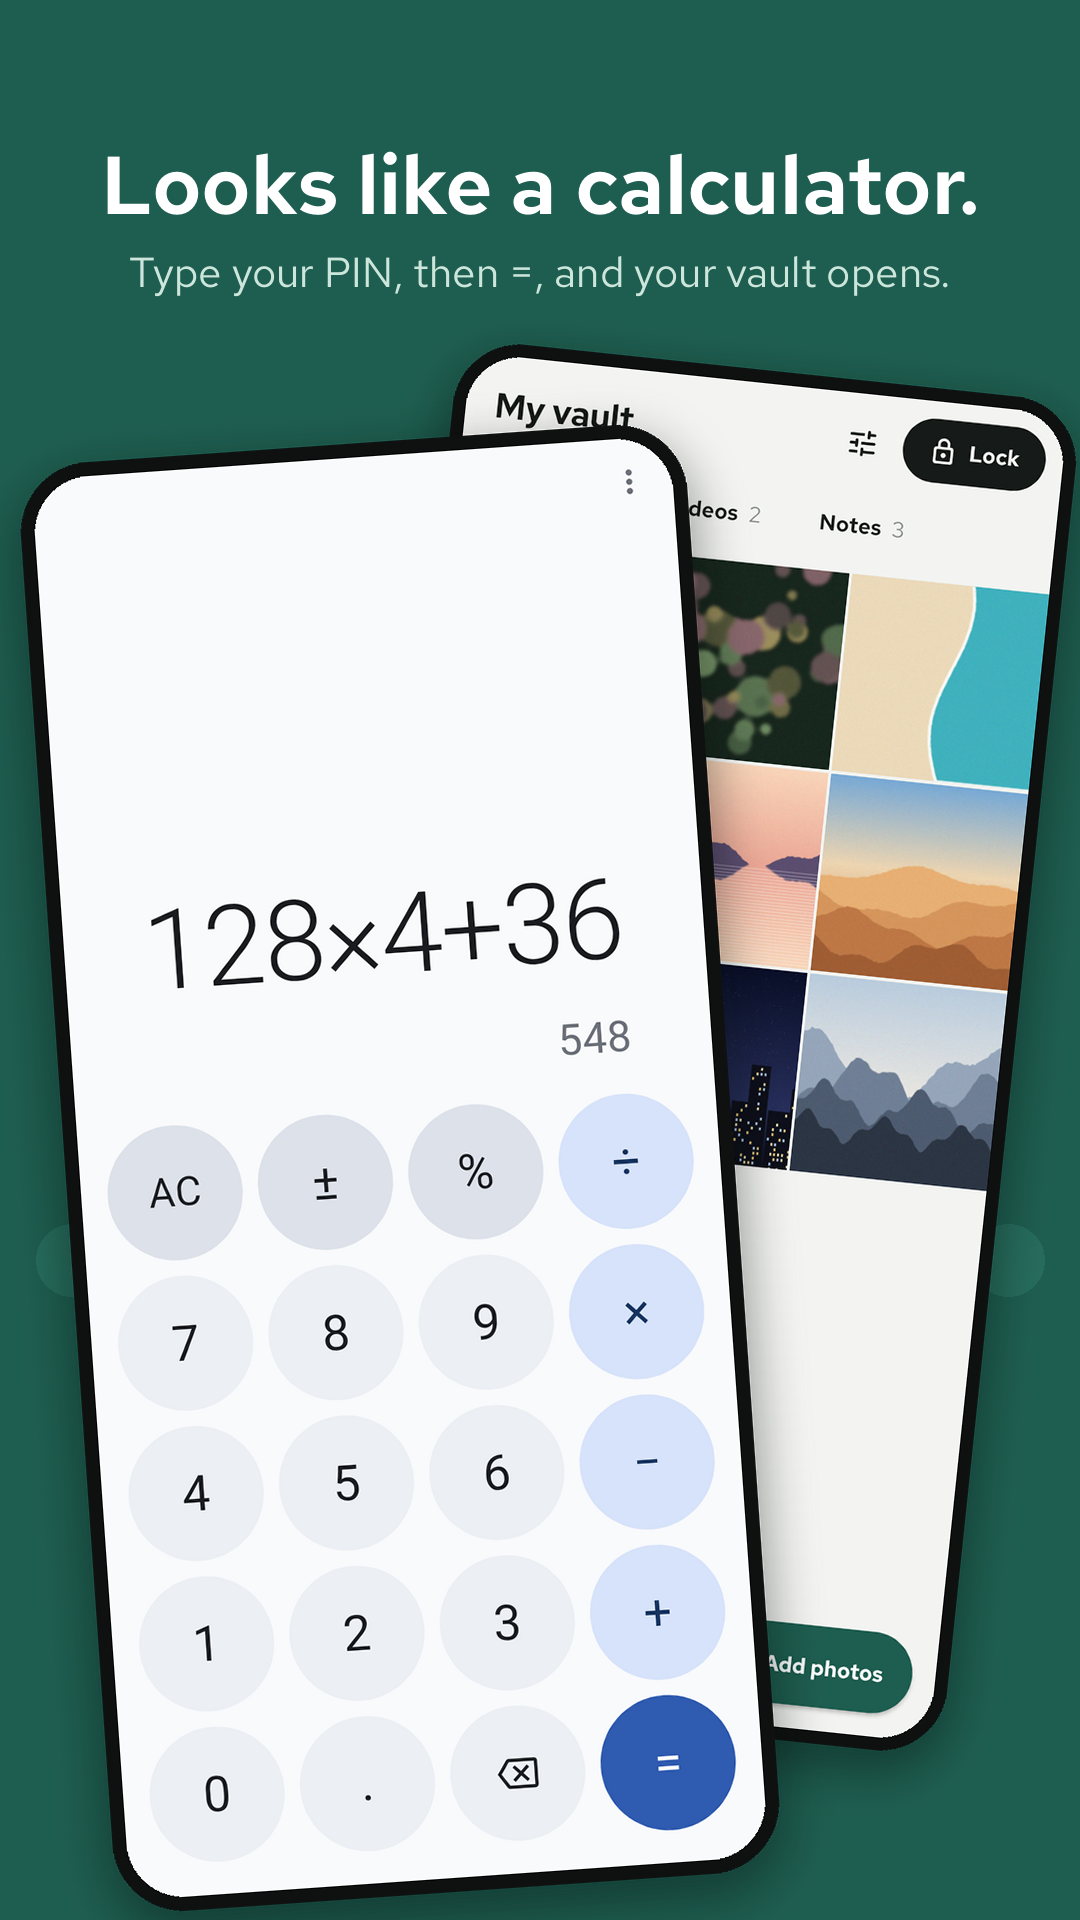 Looks like a calculator.
Type your PIN, then =, and your vault opens.
My vault
Lock
deos 2
Notes 3
128×4+36
548
AC ± % ÷
7 8 9 ×
4 5 6 −
1 2 3 +
0 . =
Add photos